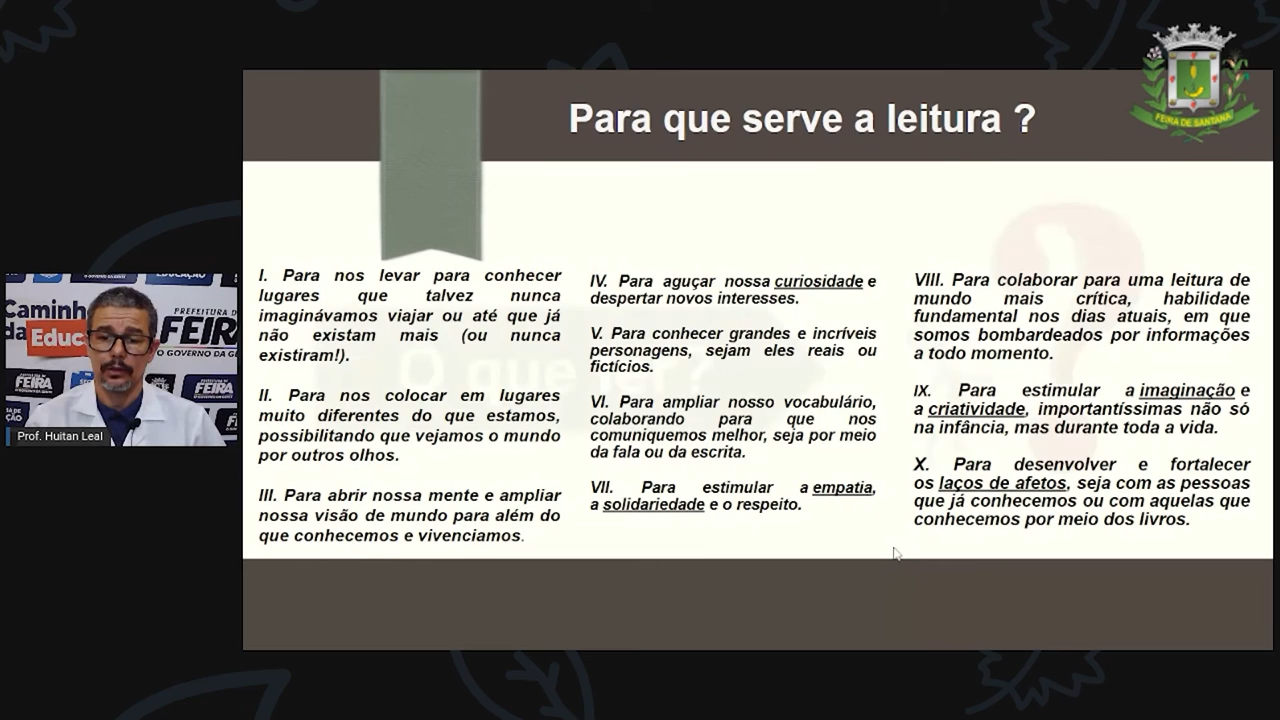 Para que serve a leitura ?
FEIRA DE SANTANA
I. Para nos levar para conhecer
lugares que talvez nunca
imaginávamos viajar ou até que já
não existam mais (ou nunca
existiram!).
II. Para nos colocar em lugares
muito diferentes do que estamos,
possibilitando que vejamos o mundo
por outros olhos.
III. Para abrir nossa mente e ampliar
nossa visão de mundo para além do
que conhecemos e vivenciamos.
IV. Para aguçar nossa curiosidade e
despertar novos interesses.
V. Para conhecer grandes e incríveis
personagens, sejam eles reais ou
fictícios.
VI. Para ampliar nosso vocabulário,
colaborando para que nos
comuniquemos melhor, seja por meio
da fala ou da escrita.
VII. Para estimular a empatia,
a solidariedade e o respeito.
VIII. Para colaborar para uma leitura de
mundo mais crítica, habilidade
fundamental nos dias atuais, em que
somos bombardeados por informações
a todo momento.
IX. Para estimular a imaginação e
a criatividade, importantíssimas não só
na infância, mas durante toda a vida.
X. Para desenvolver e fortalecer
os laços de afetos, seja com as pessoas
que já conhecemos ou com aquelas que
conhecemos por meio dos livros.
O que ler?
Caminh
da Educ
PREFEITURA D
FEIR
O GOVERNO DA GE
FEIRA
Prof. Huitan Leal